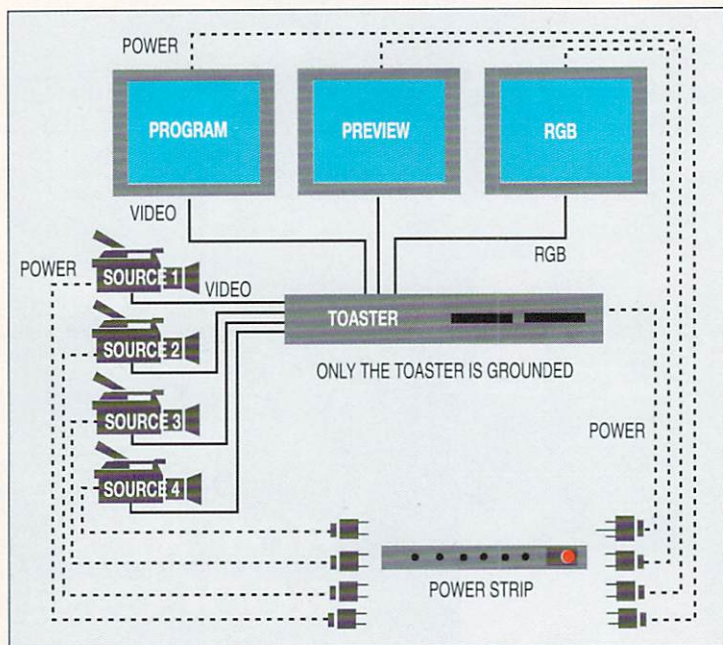 POWER
PROGRAM
PREVIEW
RGB
VIDEO
RGB
POWER
SOURCE 1
VIDEO
TOASTER
SOURCE 2
ONLY THE TOASTER IS GROUNDED
SOURCE 3
POWER
SOURCE 4
POWER STRIP